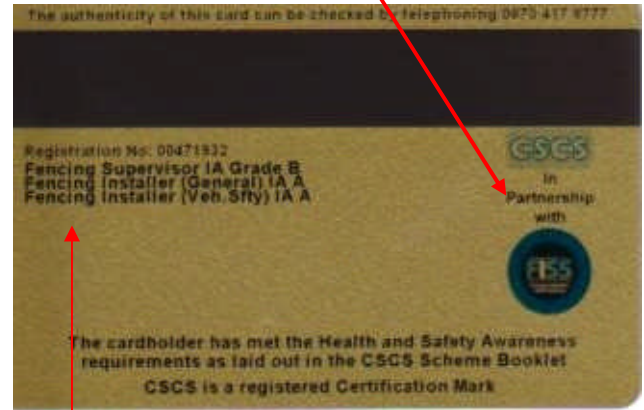 The authenticity of this card can be checked by telephoning 0870 417 8777
Registration No: 00471932
Fencing Supervisor IA Grade B
Fencing Installer (General) IA A
Fencing Installer (Veh.Sfty) IA A
CSCS
In
Partnership
with
FISS
The cardholder has met the Health and Safety Awareness
requirements as laid out in the CSCS Scheme Booklet
CSCS is a registered Certification Mark